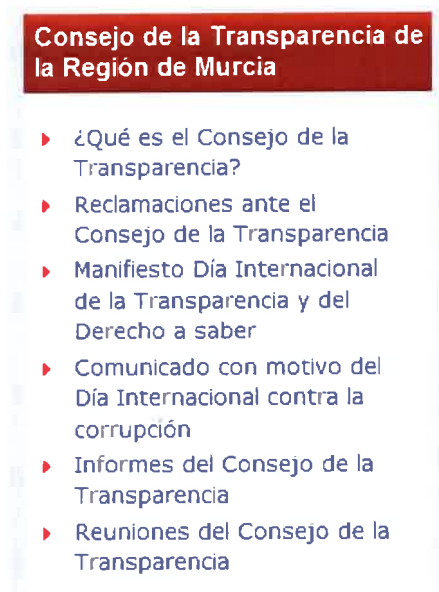 Consejo de la Transparencia de
la Región de Murcia
¿Qué es el Consejo de la
Transparencia?
Reclamaciones ante el
Consejo de la Transparencia
Manifiesto Día Internacional
de la Transparencia y del
Derecho a saber
Comunicado con motivo del
Día Internacional contra la
corrupción
Informes del Consejo de la
Transparencia
Reuniones del Consejo de la
Transparencia